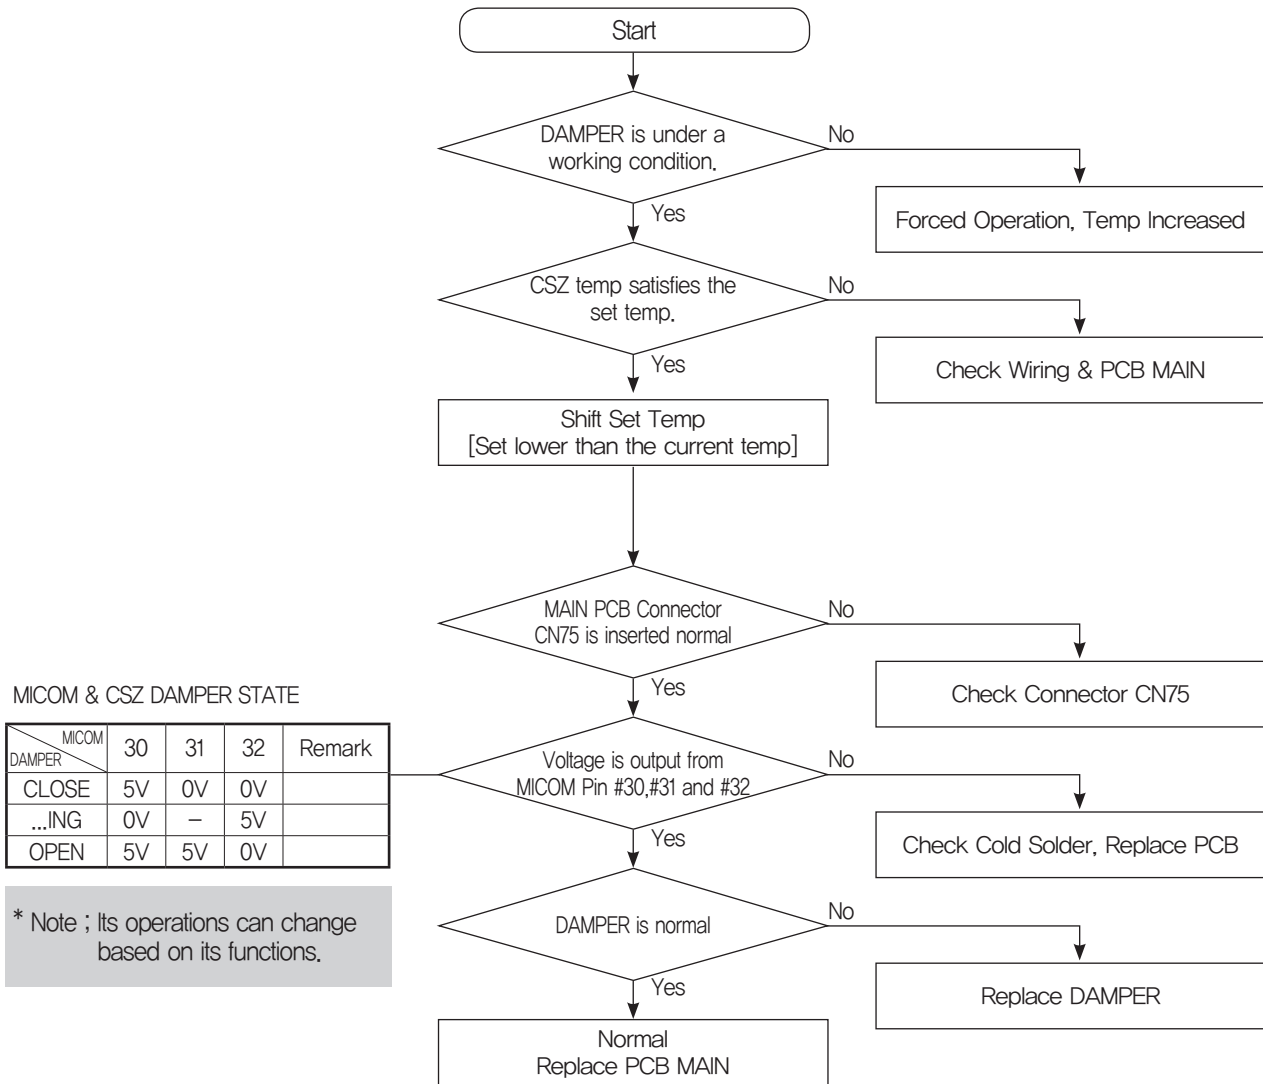 Start
DAMPER is under a
working condition.
No
Forced Operation, Temp Increased
Yes
CSZ temp satisfies the
set temp.
No
Check Wiring & PCB MAIN
Yes
Shift Set Temp
[Set lower than the current temp]
MAIN PCB Connector
CN75 is inserted normal
No
Check Connector CN75
Yes
MICOM & CSZ DAMPER STATE
MICOM
DAMPER
30 31 32 Remark
CLOSE 5V 0V 0V
...ING 0V – 5V
OPEN 5V 5V 0V
* Note ; Its operations can change
based on its functions.
Voltage is output from
MICOM Pin #30,#31 and #32
No
Check Cold Solder, Replace PCB
Yes
DAMPER is normal
No
Replace DAMPER
Yes
Normal
Replace PCB MAIN